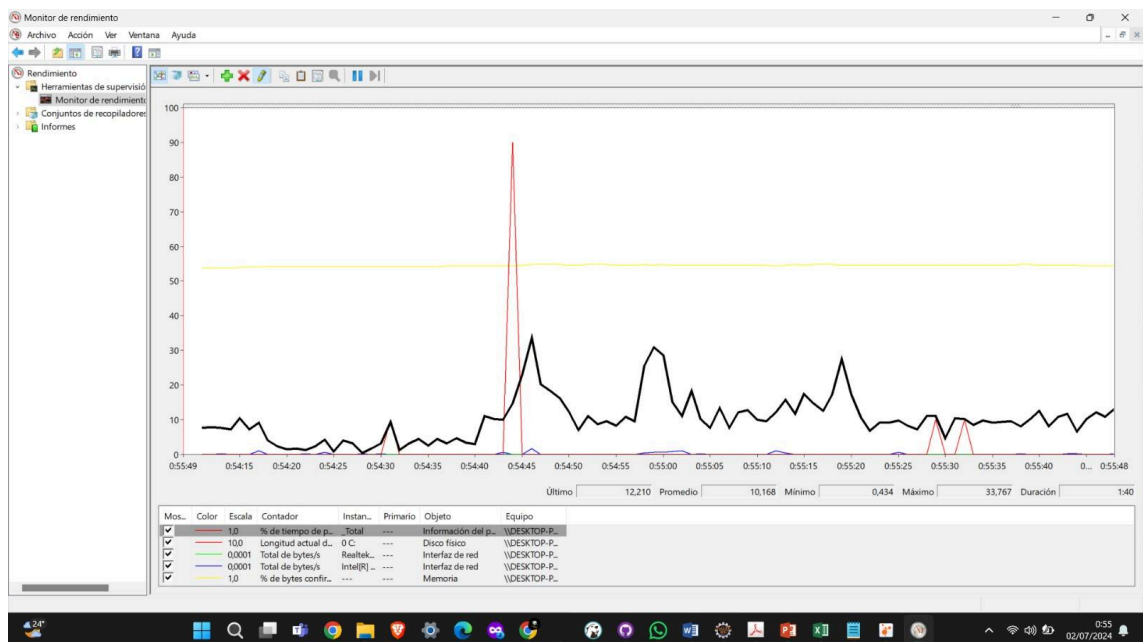 Monitor de rendimiento
Archivo Acción Ver Ventana Ayuda
Rendimiento
Herramientas de supervisió
Monitor de rendimiento
Conjuntos de recopiladores
Informes
100
90
80
70
60
50
40
30
20
10
0
0:55:49 0:54:15 0:54:20 0:54:25 0:54:30 0:54:35 0:54:40 0:54:45 0:54:50 0:54:55 0:55:00 0:55:05 0:55:10 0:55:15 0:55:20 0:55:25 0:55:30 0:55:35 0:55:40 0... 0:55:48
Último 12,210 Promedio 10,168 Mínimo 0,434 Máximo 33,767 Duración 1:40
Mos... Color Escala Contador Instan... Primario Objeto Equipo
1,0 % de tiempo de p... _Total --- Información del p... \\DESKTOP-P...
10,0 Longitud actual d... 0 C: --- Disco físico \\DESKTOP-P...
0,0001 Total de bytes/s Realtek... --- Interfaz de red \\DESKTOP-P...
0,0001 Total de bytes/s Intel[R] ... --- Interfaz de red \\DESKTOP-P...
1,0 % de bytes confir... --- --- Memoria \\DESKTOP-P...
24°
0:55
02/07/2024